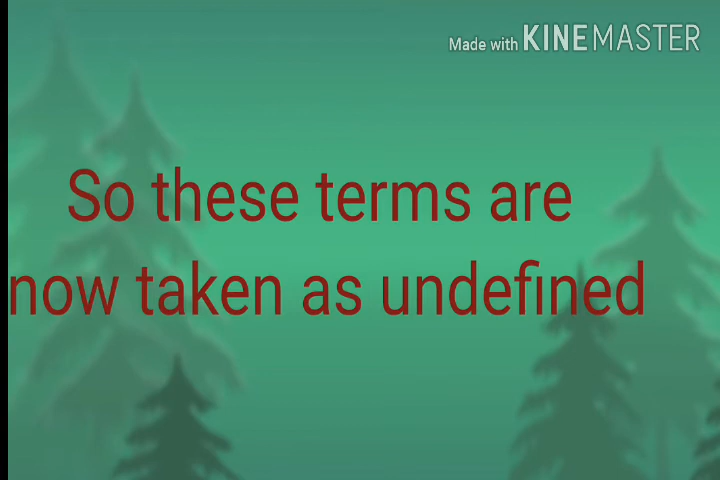 Made with KINEMASTER
So these terms are
now taken as undefined